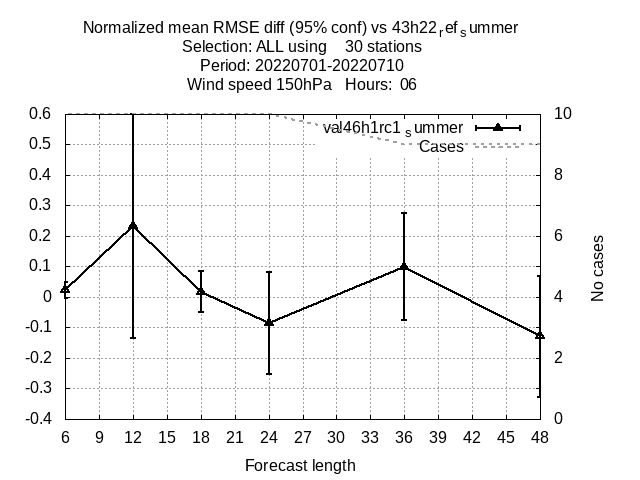 Normalized mean RMSE diff (95% conf) vs 43h22refsummer
Selection: ALL using 30 stations
Period: 20220701-20220710
Wind speed 150hPa Hours: 06
val46h1rc1summer
Cases
0.6
0.5
0.4
0.3
0.2
0.1
0
-0.1
-0.2
-0.3
-0.4
10
8
6
4
2
0
No cases
6 9 12 15 18 21 24 27 30 33 36 39 42 45 48
Forecast length